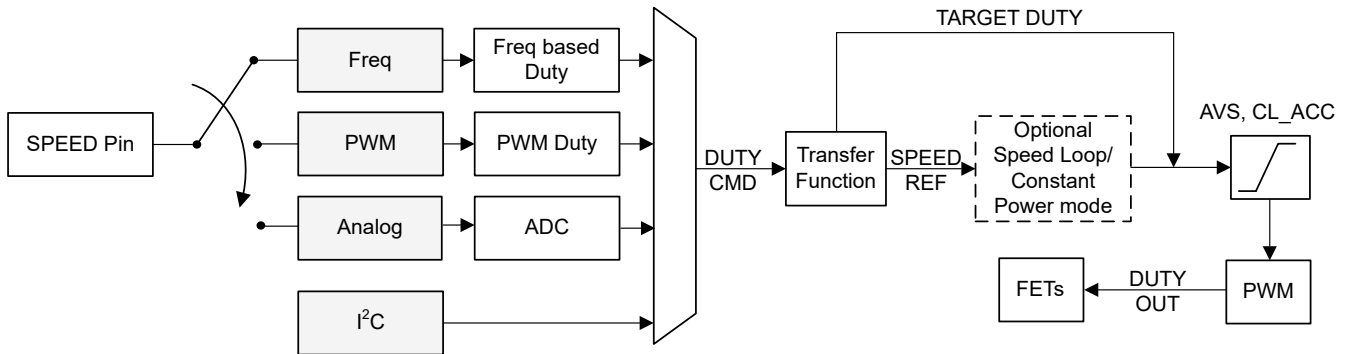 TARGET DUTY
Freq
Freq based
Duty
SPEED Pin
PWM
PWM Duty
Analog
ADC
I²C
DUTY
CMD
Transfer
Function
SPEED
REF
Optional
Speed Loop/
Constant
Power mode
AVS, CL_ACC
FETs
DUTY
OUT
PWM